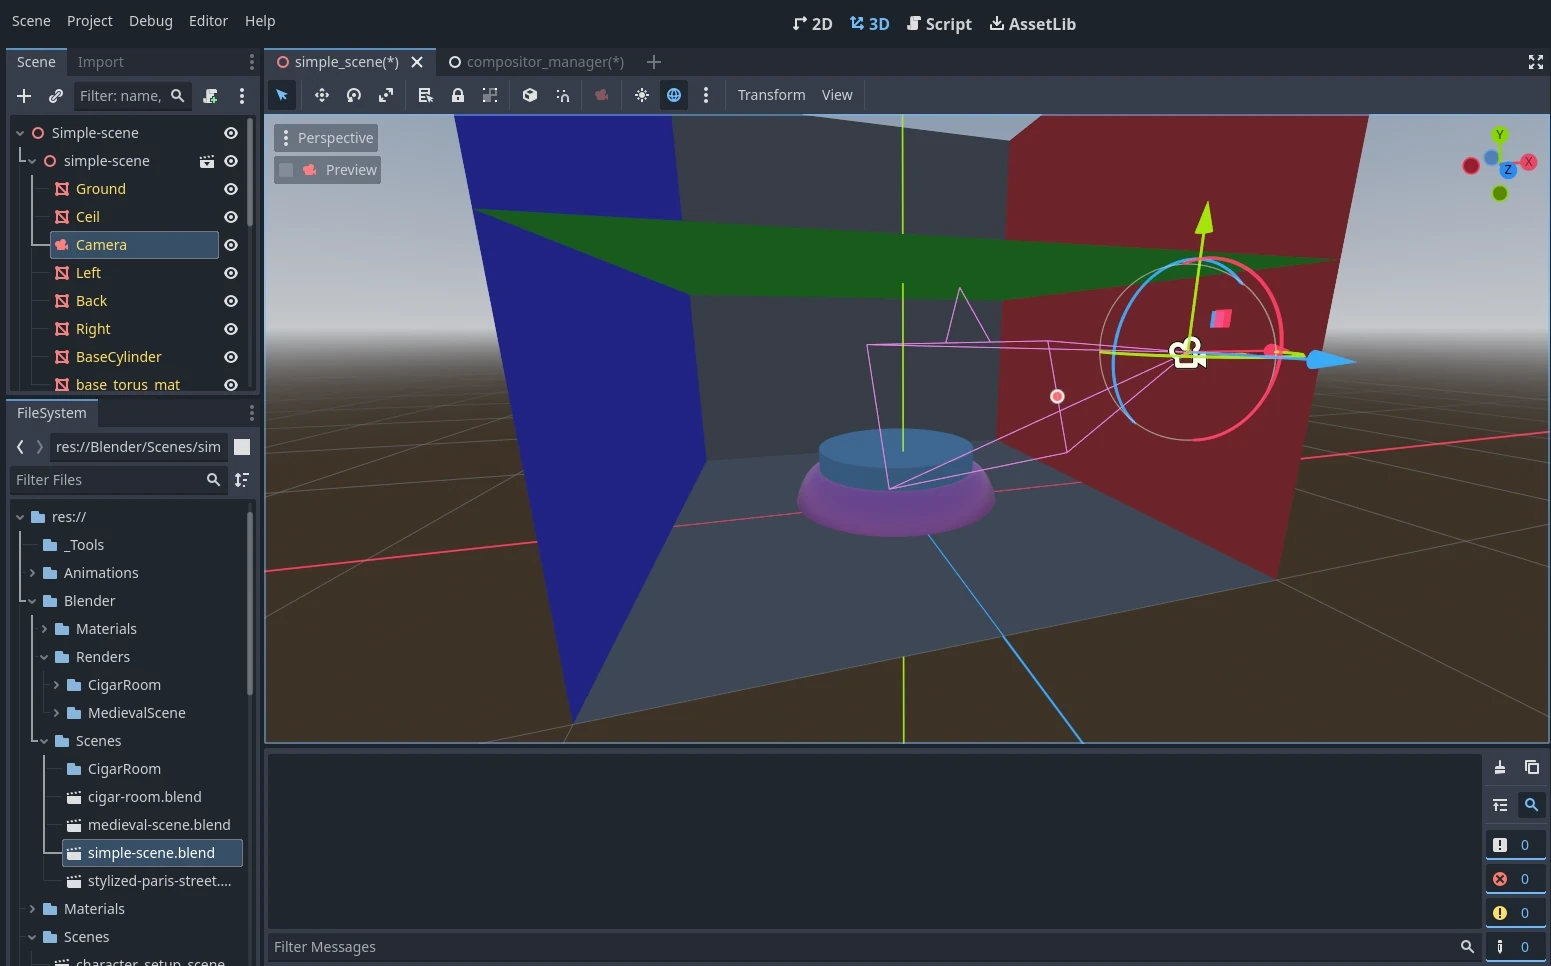 Scene Project Debug Editor Help
2D 3D Script AssetLib
Scene Import
simple_scene(*) compositor_manager(*)
Filter: name,
Transform View
Simple-scene
simple-scene
Ground
Ceil
Camera
Left
Back
Right
BaseCylinder
base_torus_mat
Perspective
Preview
Y
X
Z
FileSystem
res://Blender/Scenes/sim
Filter Files
res://
_Tools
Animations
Blender
Materials
Renders
CigarRoom
MedievalScene
Scenes
CigarRoom
cigar-room.blend
medieval-scene.blend
simple-scene.blend
stylized-paris-street....
Materials
Scenes
character_setup_scene
0
0
0
0
Filter Messages